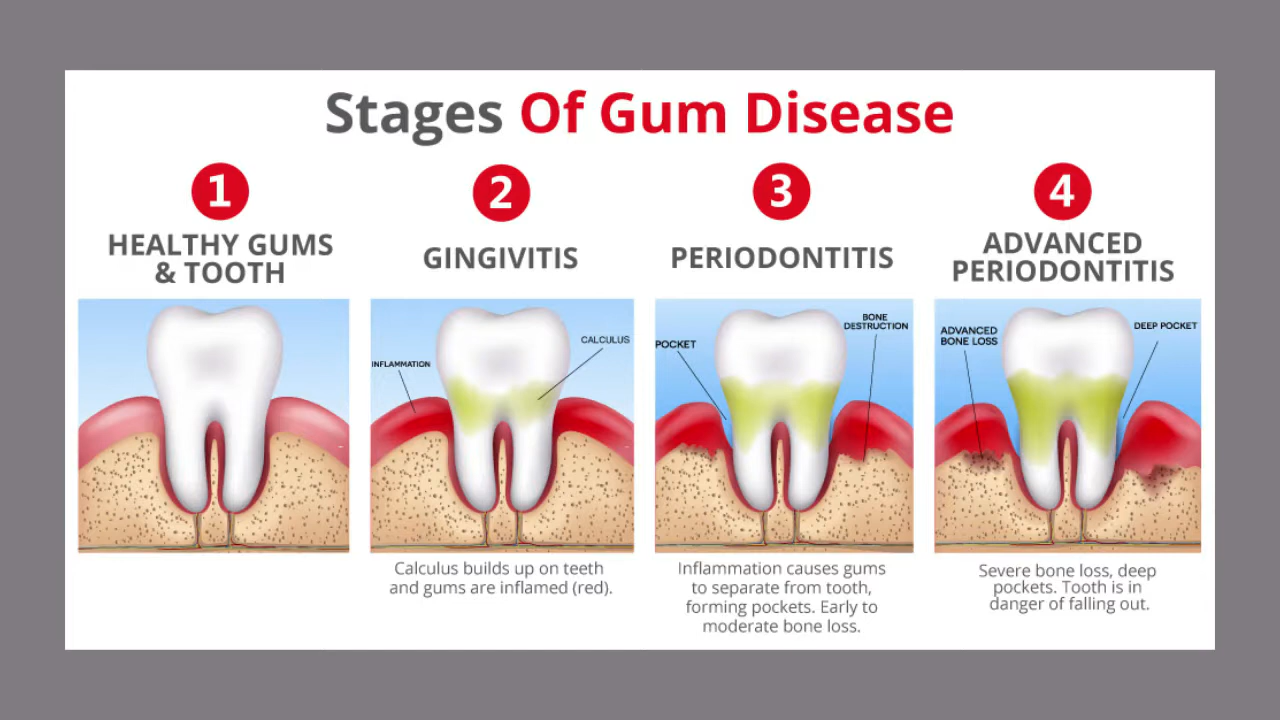 Stages Of Gum Disease
1
HEALTHY GUMS
& TOOTH
2
GINGIVITIS
INFLAMMATION
CALCULUS
Calculus builds up on teeth
and gums are inflamed (red).
3
PERIODONTITIS
POCKET
BONE
DESTRUCTION
Inflammation causes gums
to separate from tooth,
forming pockets. Early to
moderate bone loss.
4
ADVANCED
PERIODONTITIS
ADVANCED
BONE LOSS
DEEP POCKET
Severe bone loss, deep
pockets. Tooth is in
danger of falling out.